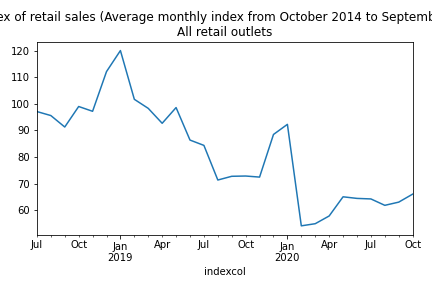 ex of retail sales (Average monthly index from October 2014 to Septemb
All retail outlets
120
110
100
90
80
70
60
Jul
Oct
Jan
2019
Apr
Jul
Oct
Jan
2020
Apr
Jul
Oct
indexcol